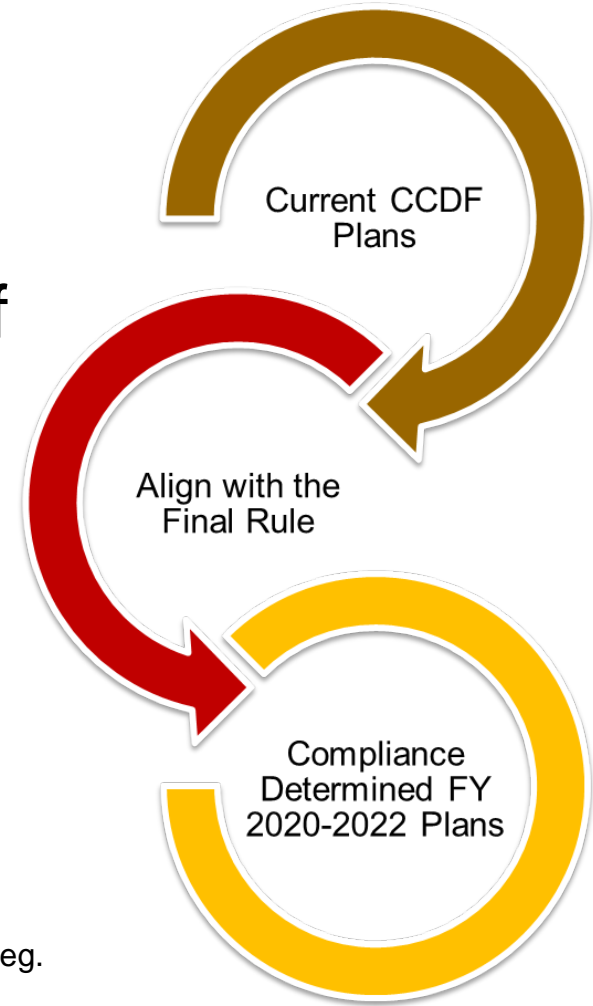 Current CCDF
Plans
f
Align with the
Final Rule
Compliance
Determined FY
2020-2022 Plans
eg.